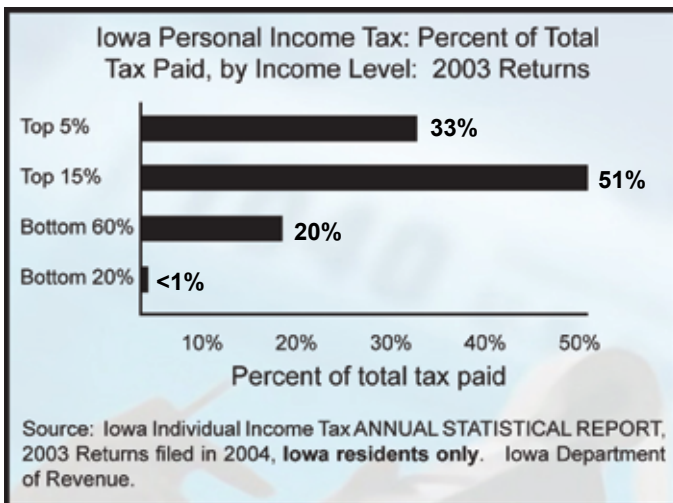 Iowa Personal Income Tax: Percent of Total
Tax Paid, by Income Level: 2003 Returns
Top 5% 33%
Top 15% 51%
Bottom 60% 20%
Bottom 20% <1%
10% 20% 30% 40% 50%
Percent of total tax paid
Source: Iowa Individual Income Tax ANNUAL STATISTICAL REPORT,
2003 Returns filed in 2004, Iowa residents only. Iowa Department
of Revenue.